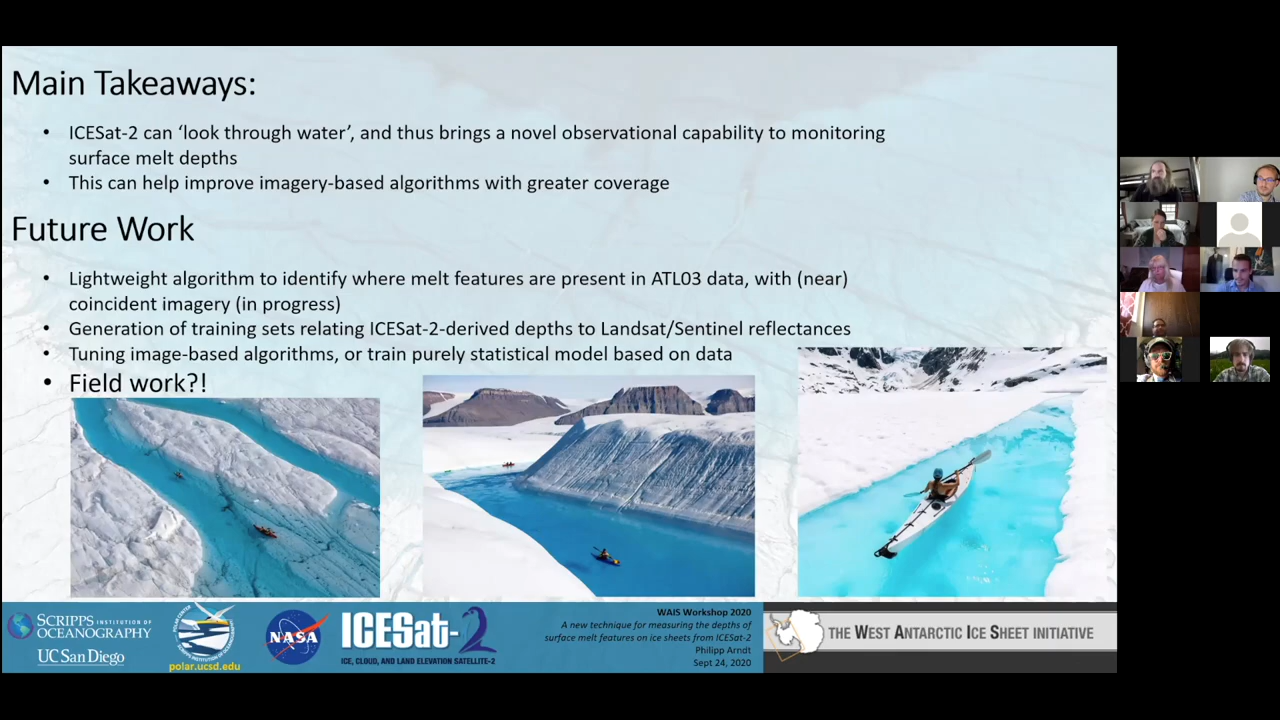 Main Takeaways:
• ICESat-2 can ‘look through water’, and thus brings a novel observational capability to monitoring
surface melt depths
• This can help improve imagery-based algorithms with greater coverage
Future Work
• Lightweight algorithm to identify where melt features are present in ATL03 data, with (near)
coincident imagery (in progress)
• Generation of training sets relating ICESat-2-derived depths to Landsat/Sentinel reflectances
• Tuning image-based algorithms, or train purely statistical model based on data
• Field work?!
SCRIPPS INSTITUTION OF
OCEANOGRAPHY
UC San Diego
polar.ucsd.edu
NASA
ICESat-2
ICE, CLOUD, AND LAND ELEVATION SATELLITE-2
WAIS Workshop 2020
A new technique for measuring the depths of
surface melt features on ice sheets from ICESat-2
Philipp Arndt
Sept 24, 2020
THE WEST ANTARCTIC ICE SHEET INITIATIVE